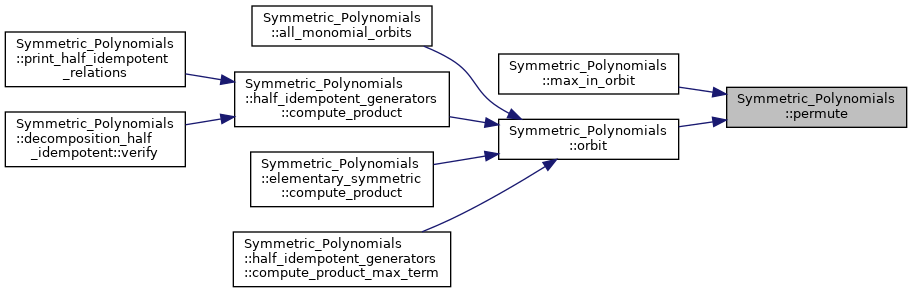 Symmetric_Polynomials
::print_half_idempotent
_relations
Symmetric_Polynomials
::decomposition_half
_idempotent::verify
Symmetric_Polynomials
::all_monomial_orbits
Symmetric_Polynomials
::half_idempotent_generators
::compute_product
Symmetric_Polynomials
::elementary_symmetric
::compute_product
Symmetric_Polynomials
::half_idempotent_generators
::compute_product_max_term
Symmetric_Polynomials
::max_in_orbit
Symmetric_Polynomials
::orbit
Symmetric_Polynomials
::permute